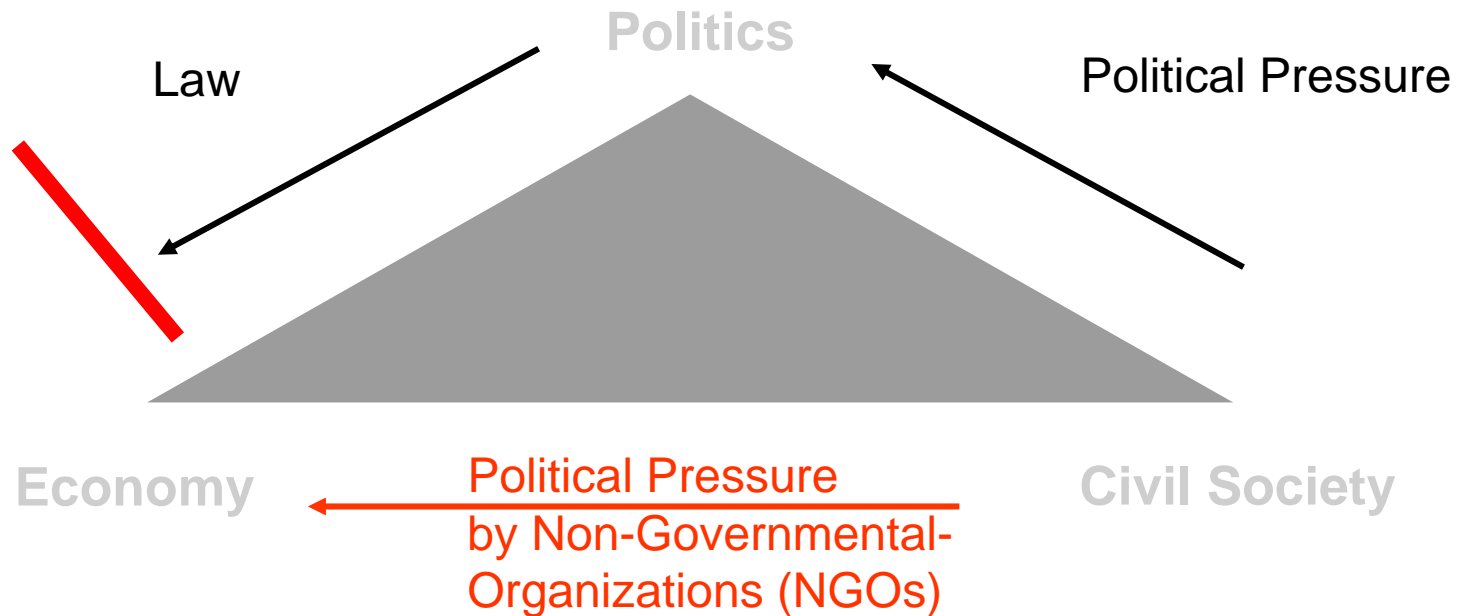 Politics
Law
Political Pressure
Economy
Political Pressure
by Non-Governmental-
Organizations (NGOs)
Civil Society